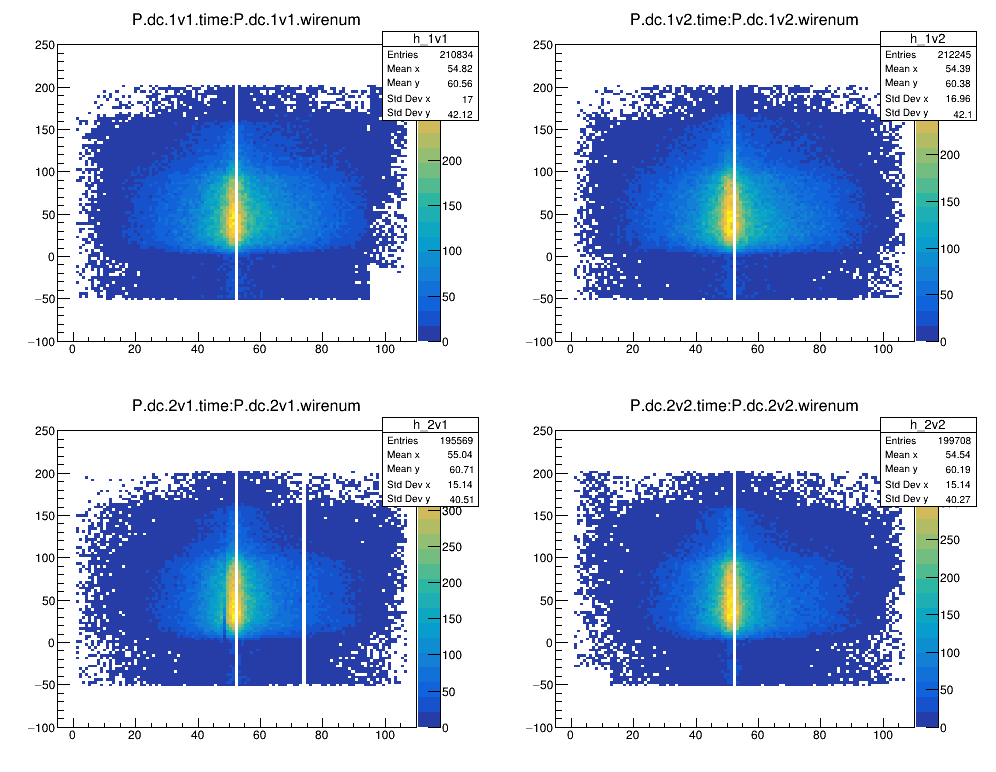 P.dc.1v1.time:P.dc.1v1.wirenum
h_1v1
Entries 210834
Mean x 54.82
Mean y 60.56
Std Dev x 17
Std Dev y 42.12
250
200
150
100
50
0
−50
−100
0 20 40 60 80 100
200
150
100
50
0
P.dc.1v2.time:P.dc.1v2.wirenum
h_1v2
Entries 212245
Mean x 54.39
Mean y 60.38
Std Dev x 16.96
Std Dev y 42.1
250
200
150
100
50
0
−50
−100
0 20 40 60 80 100
200
150
100
50
0
P.dc.2v1.time:P.dc.2v1.wirenum
h_2v1
Entries 195569
Mean x 55.04
Mean y 60.71
Std Dev x 15.14
Std Dev y 40.51
250
200
150
100
50
0
−50
−100
0 20 40 60 80 100
300
250
200
150
100
50
0
P.dc.2v2.time:P.dc.2v2.wirenum
h_2v2
Entries 199708
Mean x 54.54
Mean y 60.19
Std Dev x 15.14
Std Dev y 40.27
250
200
150
100
50
0
−50
−100
0 20 40 60 80 100
250
200
150
100
50
0